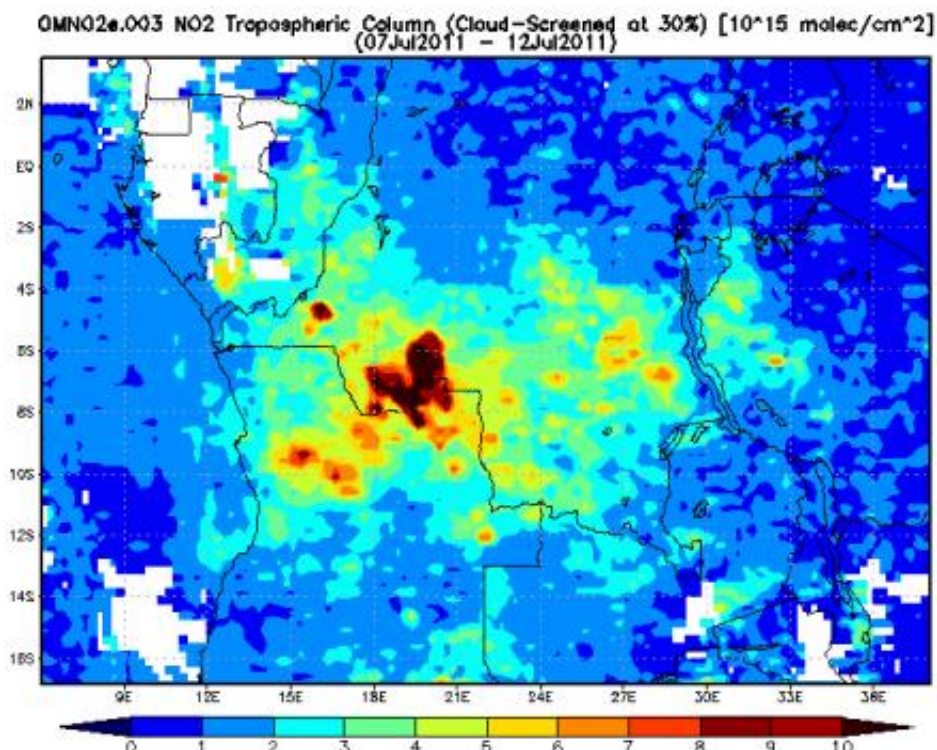 OMNO2e.003 NO2 Tropospheric Column (Cloud-Screened at 30%) [10^15 molec/cm^2]
(07Jul2011 - 12Jul2011)
2N
EQ
2S
4S
6S
8S
10S
12S
14S
16S
9E 12E 15E 18E 21E 24E 27E 30E 33E 36E
0 1 2 3 4 5 6 7 8 9 10